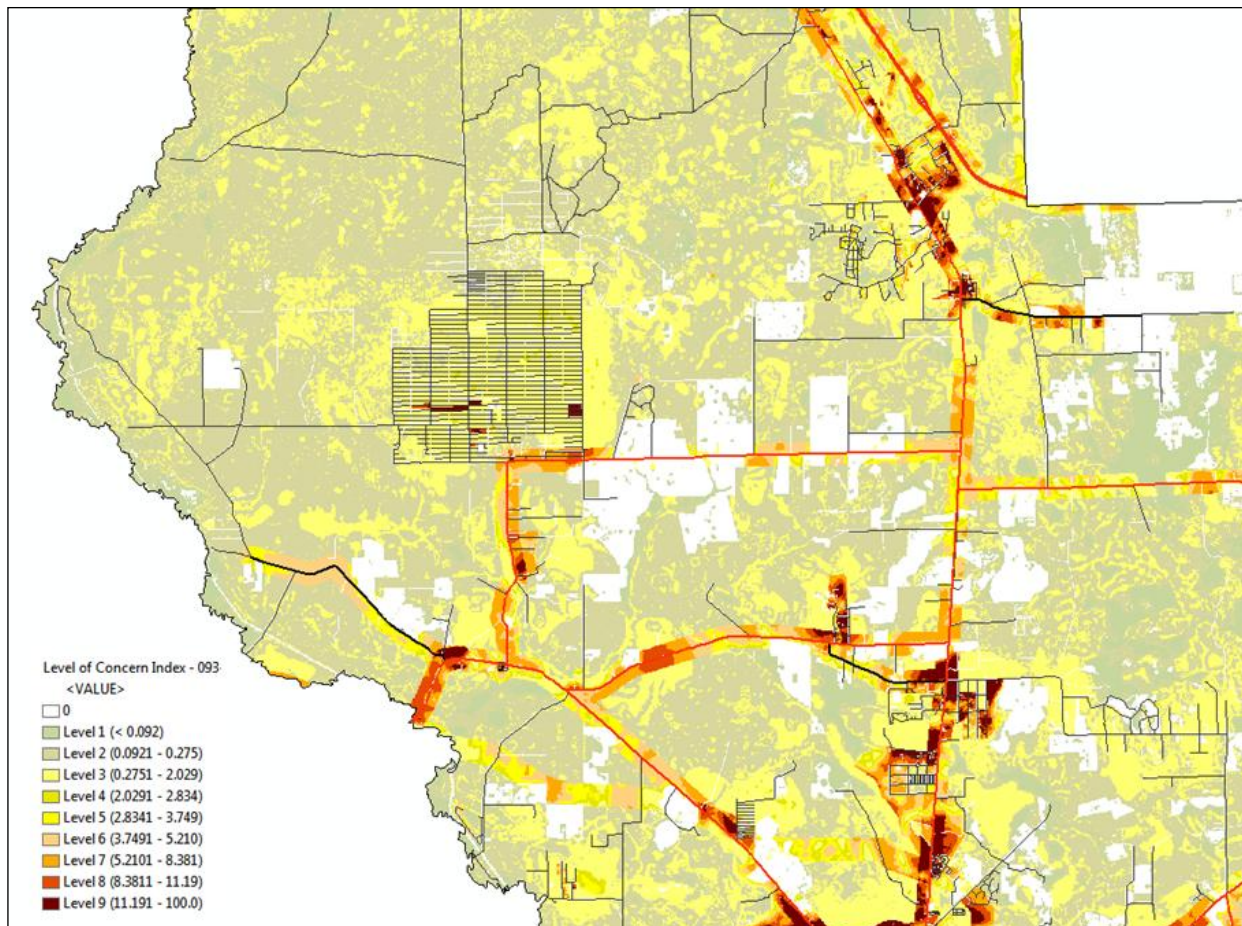 Level of Concern Index - 093
<VALUE>
0
Level 1 (< 0.092)
Level 2 (0.0921 - 0.275)
Level 3 (0.2751 - 2.029)
Level 4 (2.0291 - 2.834)
Level 5 (2.8341 - 3.749)
Level 6 (3.7491 - 5.210)
Level 7 (5.2101 - 8.381)
Level 8 (8.3811 - 11.19)
Level 9 (11.191 - 100.0)